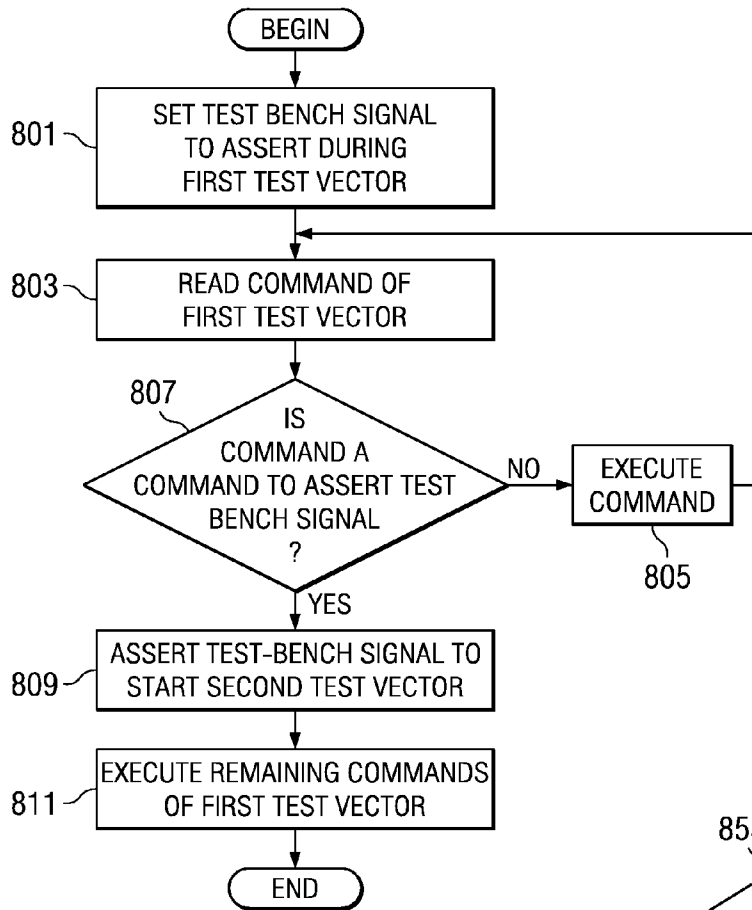 BEGIN
801
SET TEST BENCH SIGNAL
TO ASSERT DURING
FIRST TEST VECTOR
803
READ COMMAND OF
FIRST TEST VECTOR
807
IS
COMMAND A
COMMAND TO ASSERT TEST
BENCH SIGNAL
?
NO
EXECUTE
COMMAND
805
YES
809
ASSERT TEST-BENCH SIGNAL TO
START SECOND TEST VECTOR
811
EXECUTE REMAINING COMMANDS
OF FIRST TEST VECTOR
END